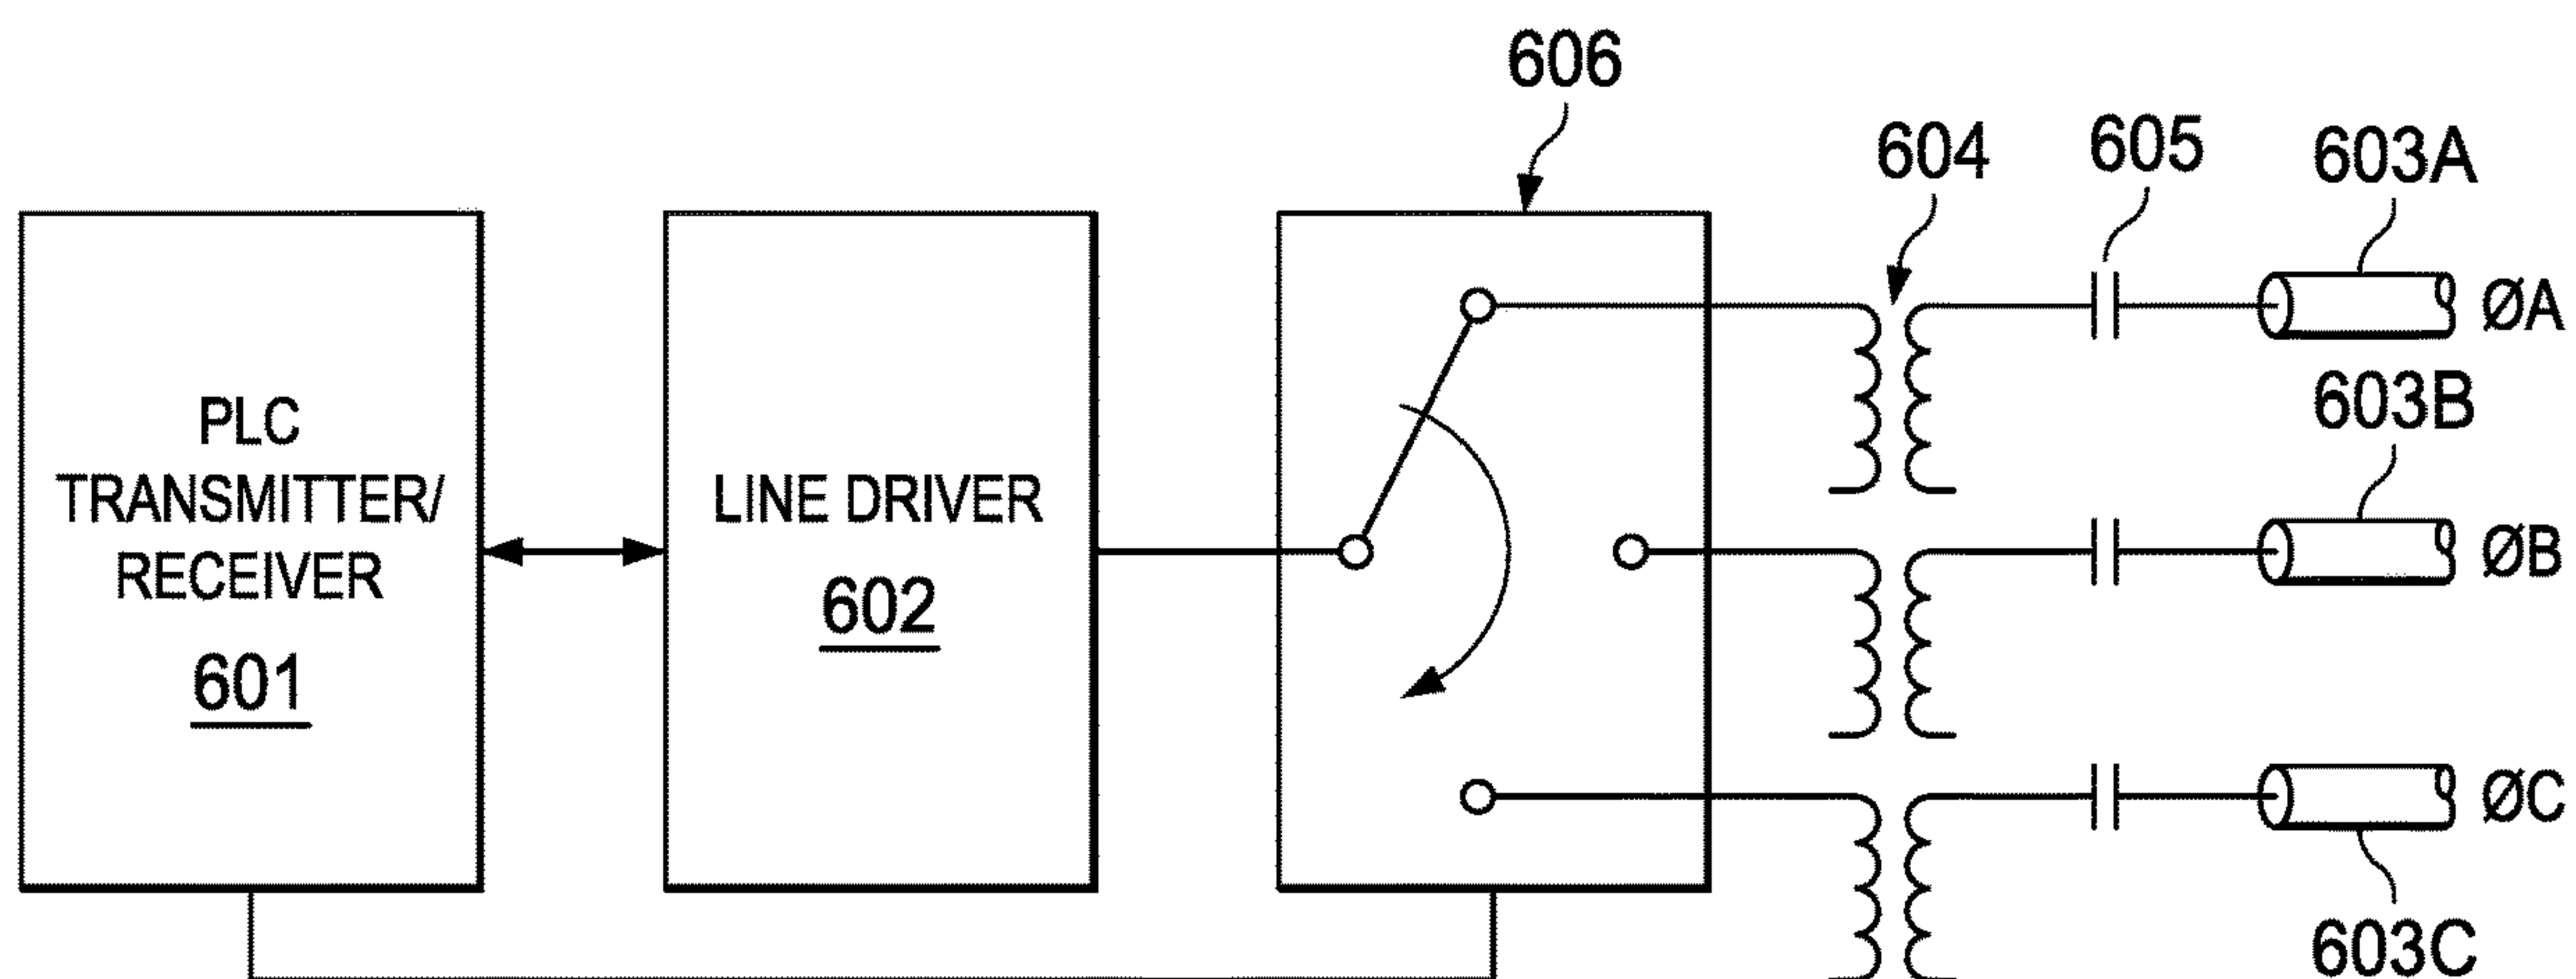 606
604
605
603A
ØA
603B
PLC
TRANSMITTER/
RECEIVER
601
LINE DRIVER
602
ØB
ØC
603C